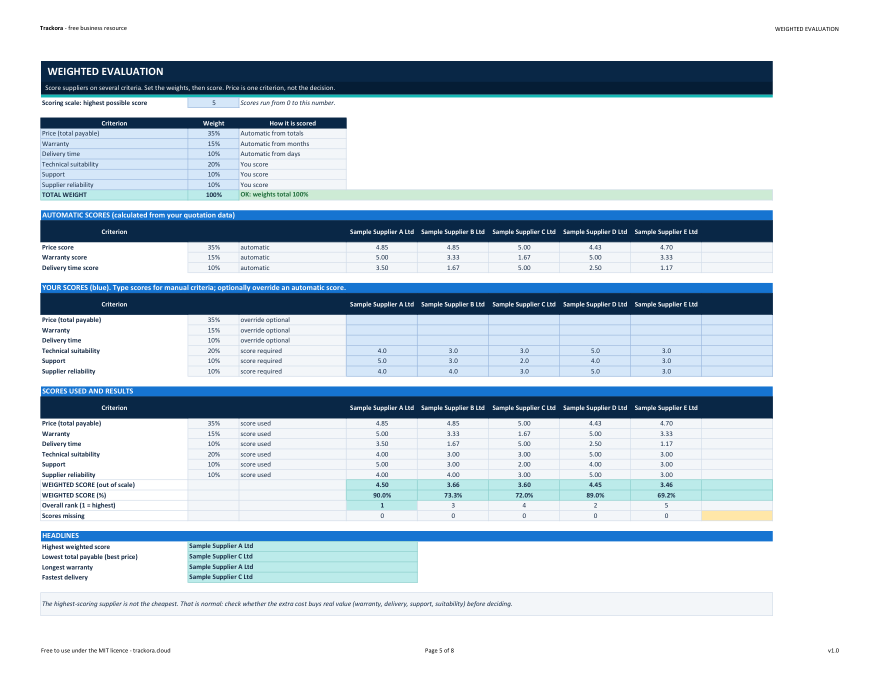 Trackora - free business resource WEIGHTED EVALUATION
WEIGHTED EVALUATION
Score suppliers on several criteria. Set the weights, then score. Price is one criterion, not the decision.
Scoring scale: highest possible score 5 Scores run from 0 to this number.
Criterion Weight How it is scored
Price (total payable) 35% Automatic from totals
Warranty 15% Automatic from months
Delivery time 10% Automatic from days
Technical suitability 20% You score
Support 10% You score
Supplier reliability 10% You score
TOTAL WEIGHT 100% OK: weights total 100%
AUTOMATIC SCORES (calculated from your quotation data)
Criterion Sample Supplier A Ltd Sample Supplier B Ltd Sample Supplier C Ltd Sample Supplier D Ltd Sample Supplier E Ltd
Price score 35% automatic 4.85 4.85 5.00 4.43 4.70
Warranty score 15% automatic 5.00 3.33 1.67 5.00 3.33
Delivery time score 10% automatic 3.50 1.67 5.00 2.50 1.17
YOUR SCORES (blue). Type scores for manual criteria; optionally override an automatic score.
Criterion Sample Supplier A Ltd Sample Supplier B Ltd Sample Supplier C Ltd Sample Supplier D Ltd Sample Supplier E Ltd
Price (total payable) 35% override optional
Warranty 15% override optional
Delivery time 10% override optional
Technical suitability 20% score required 4.0 3.0 3.0 5.0 3.0
Support 10% score required 5.0 3.0 2.0 4.0 3.0
Supplier reliability 10% score required 4.0 4.0 3.0 5.0 3.0
SCORES USED AND RESULTS
Criterion Sample Supplier A Ltd Sample Supplier B Ltd Sample Supplier C Ltd Sample Supplier D Ltd Sample Supplier E Ltd
Price (total payable) 35% score used 4.85 4.85 5.00 4.43 4.70
Warranty 15% score used 5.00 3.33 1.67 5.00 3.33
Delivery time 10% score used 3.50 1.67 5.00 2.50 1.17
Technical suitability 20% score used 4.00 3.00 3.00 5.00 3.00
Support 10% score used 5.00 3.00 2.00 4.00 3.00
Supplier reliability 10% score used 4.00 4.00 3.00 5.00 3.00
WEIGHTED SCORE (out of scale) 4.50 3.66 3.60 4.45 3.46
WEIGHTED SCORE (%) 90.0% 73.3% 72.0% 89.0% 69.2%
Overall rank (1 = highest) 1 3 4 2 5
Scores missing 0 0 0 0 0
HEADLINES
Highest weighted score Sample Supplier A Ltd
Lowest total payable (best price) Sample Supplier C Ltd
Longest warranty Sample Supplier A Ltd
Fastest delivery Sample Supplier C Ltd
The highest-scoring supplier is not the cheapest. That is normal: check whether the extra cost buys real value (warranty, delivery, support, suitability) before deciding.
Free to use under the MIT licence - trackora.cloud Page 5 of 8 v1.0